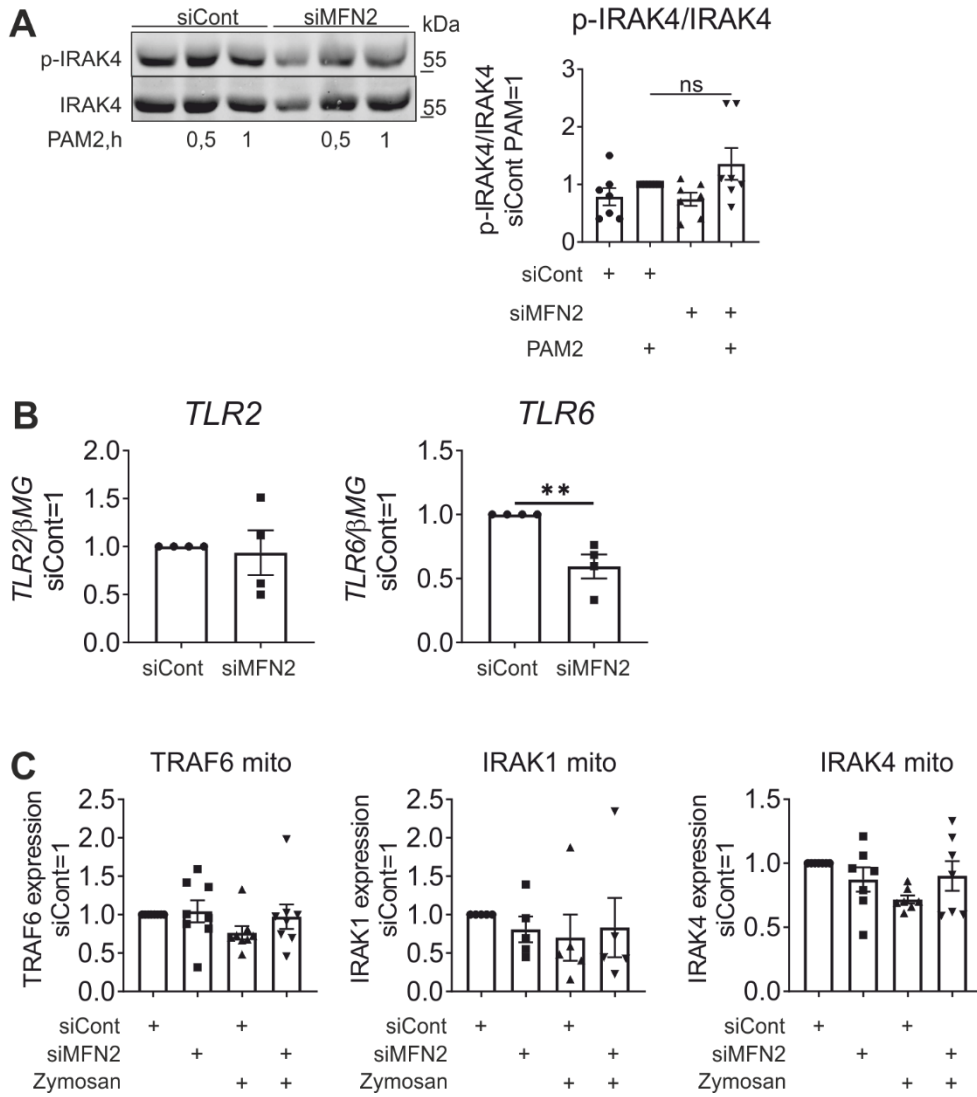 A
siCont siMFN2 kDa
p-IRAK4 55
IRAK4 55
PAM2,h 0,5 1 0,5 1
p-IRAK4/IRAK4
p-IRAK4/IRAK4
siCont PAM=1
3
2
1
0
ns
siCont + +
siMFN2 + +
PAM2 + +
B
TLR2
TLR2/βMG
siCont=1
2.0
1.5
1.0
0.5
0.0
siCont siMFN2
TLR6
TLR6/βMG
siCont=1
1.5
1.0
0.5
0.0
**
siCont siMFN2
C
TRAF6 mito
TRAF6 expression
siCont=1
2.5
2.0
1.5
1.0
0.5
0.0
siCont + +
siMFN2 + +
Zymosan + +
IRAK1 mito
IRAK1 expression
siCont=1
2.5
2.0
1.5
1.0
0.5
0.0
+ +
+ +
+ +
IRAK4 mito
IRAK4 expression
siCont=1
1.5
1.0
0.5
0.0
siCont + +
siMFN2 + +
Zymosan + +